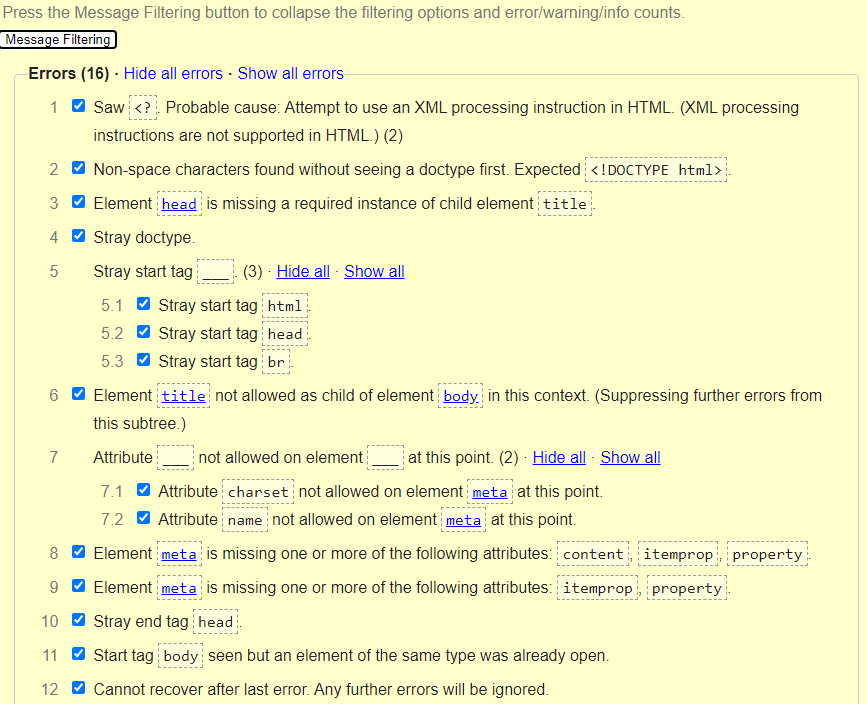 Press the Message Filtering button to collapse the filtering options and error/warning/info counts.
Message Filtering
Errors (16) · Hide all errors · Show all errors
1 Saw <?. Probable cause: Attempt to use an XML processing instruction in HTML. (XML processing
instructions are not supported in HTML.) (2)
2 Non-space characters found without seeing a doctype first. Expected <!DOCTYPE html>.
3 Element head is missing a required instance of child element title.
4 Stray doctype.
5 Stray start tag ___. (3) · Hide all · Show all
5.1 Stray start tag html.
5.2 Stray start tag head.
5.3 Stray start tag br.
6 Element title not allowed as child of element body in this context. (Suppressing further errors from
this subtree.)
7 Attribute ___ not allowed on element ___ at this point. (2) · Hide all · Show all
7.1 Attribute charset not allowed on element meta at this point.
7.2 Attribute name not allowed on element meta at this point.
8 Element meta is missing one or more of the following attributes: content, itemprop, property.
9 Element meta is missing one or more of the following attributes: itemprop, property.
10 Stray end tag head.
11 Start tag body seen but an element of the same type was already open.
12 Cannot recover after last error. Any further errors will be ignored.